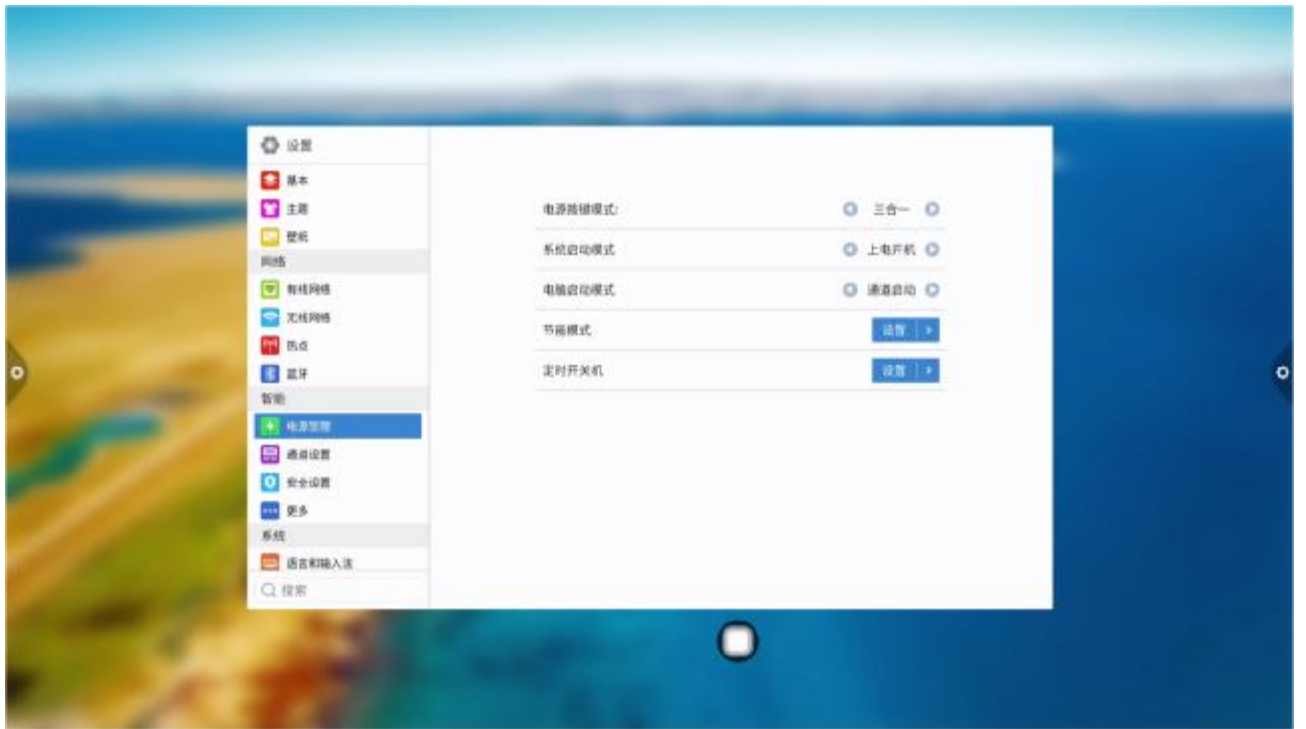 设置
基本
主题
壁纸
网络
有线网络
无线网络
热点
蓝牙
智能
电源管理
通道设置
安全设置
更多
系统
语言和输入法
搜索
电源按键模式: 三合一
系统启动模式 上电开机
电脑启动模式 通道启动
节能模式 设置
定时开关机 设置